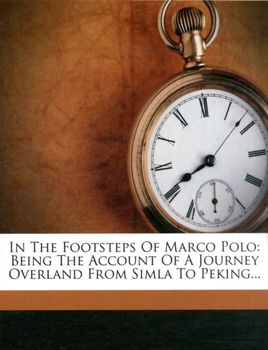 In The Footsteps Of Marco Polo:
Being The Account Of A Journey
Overland From Simla To Peking...